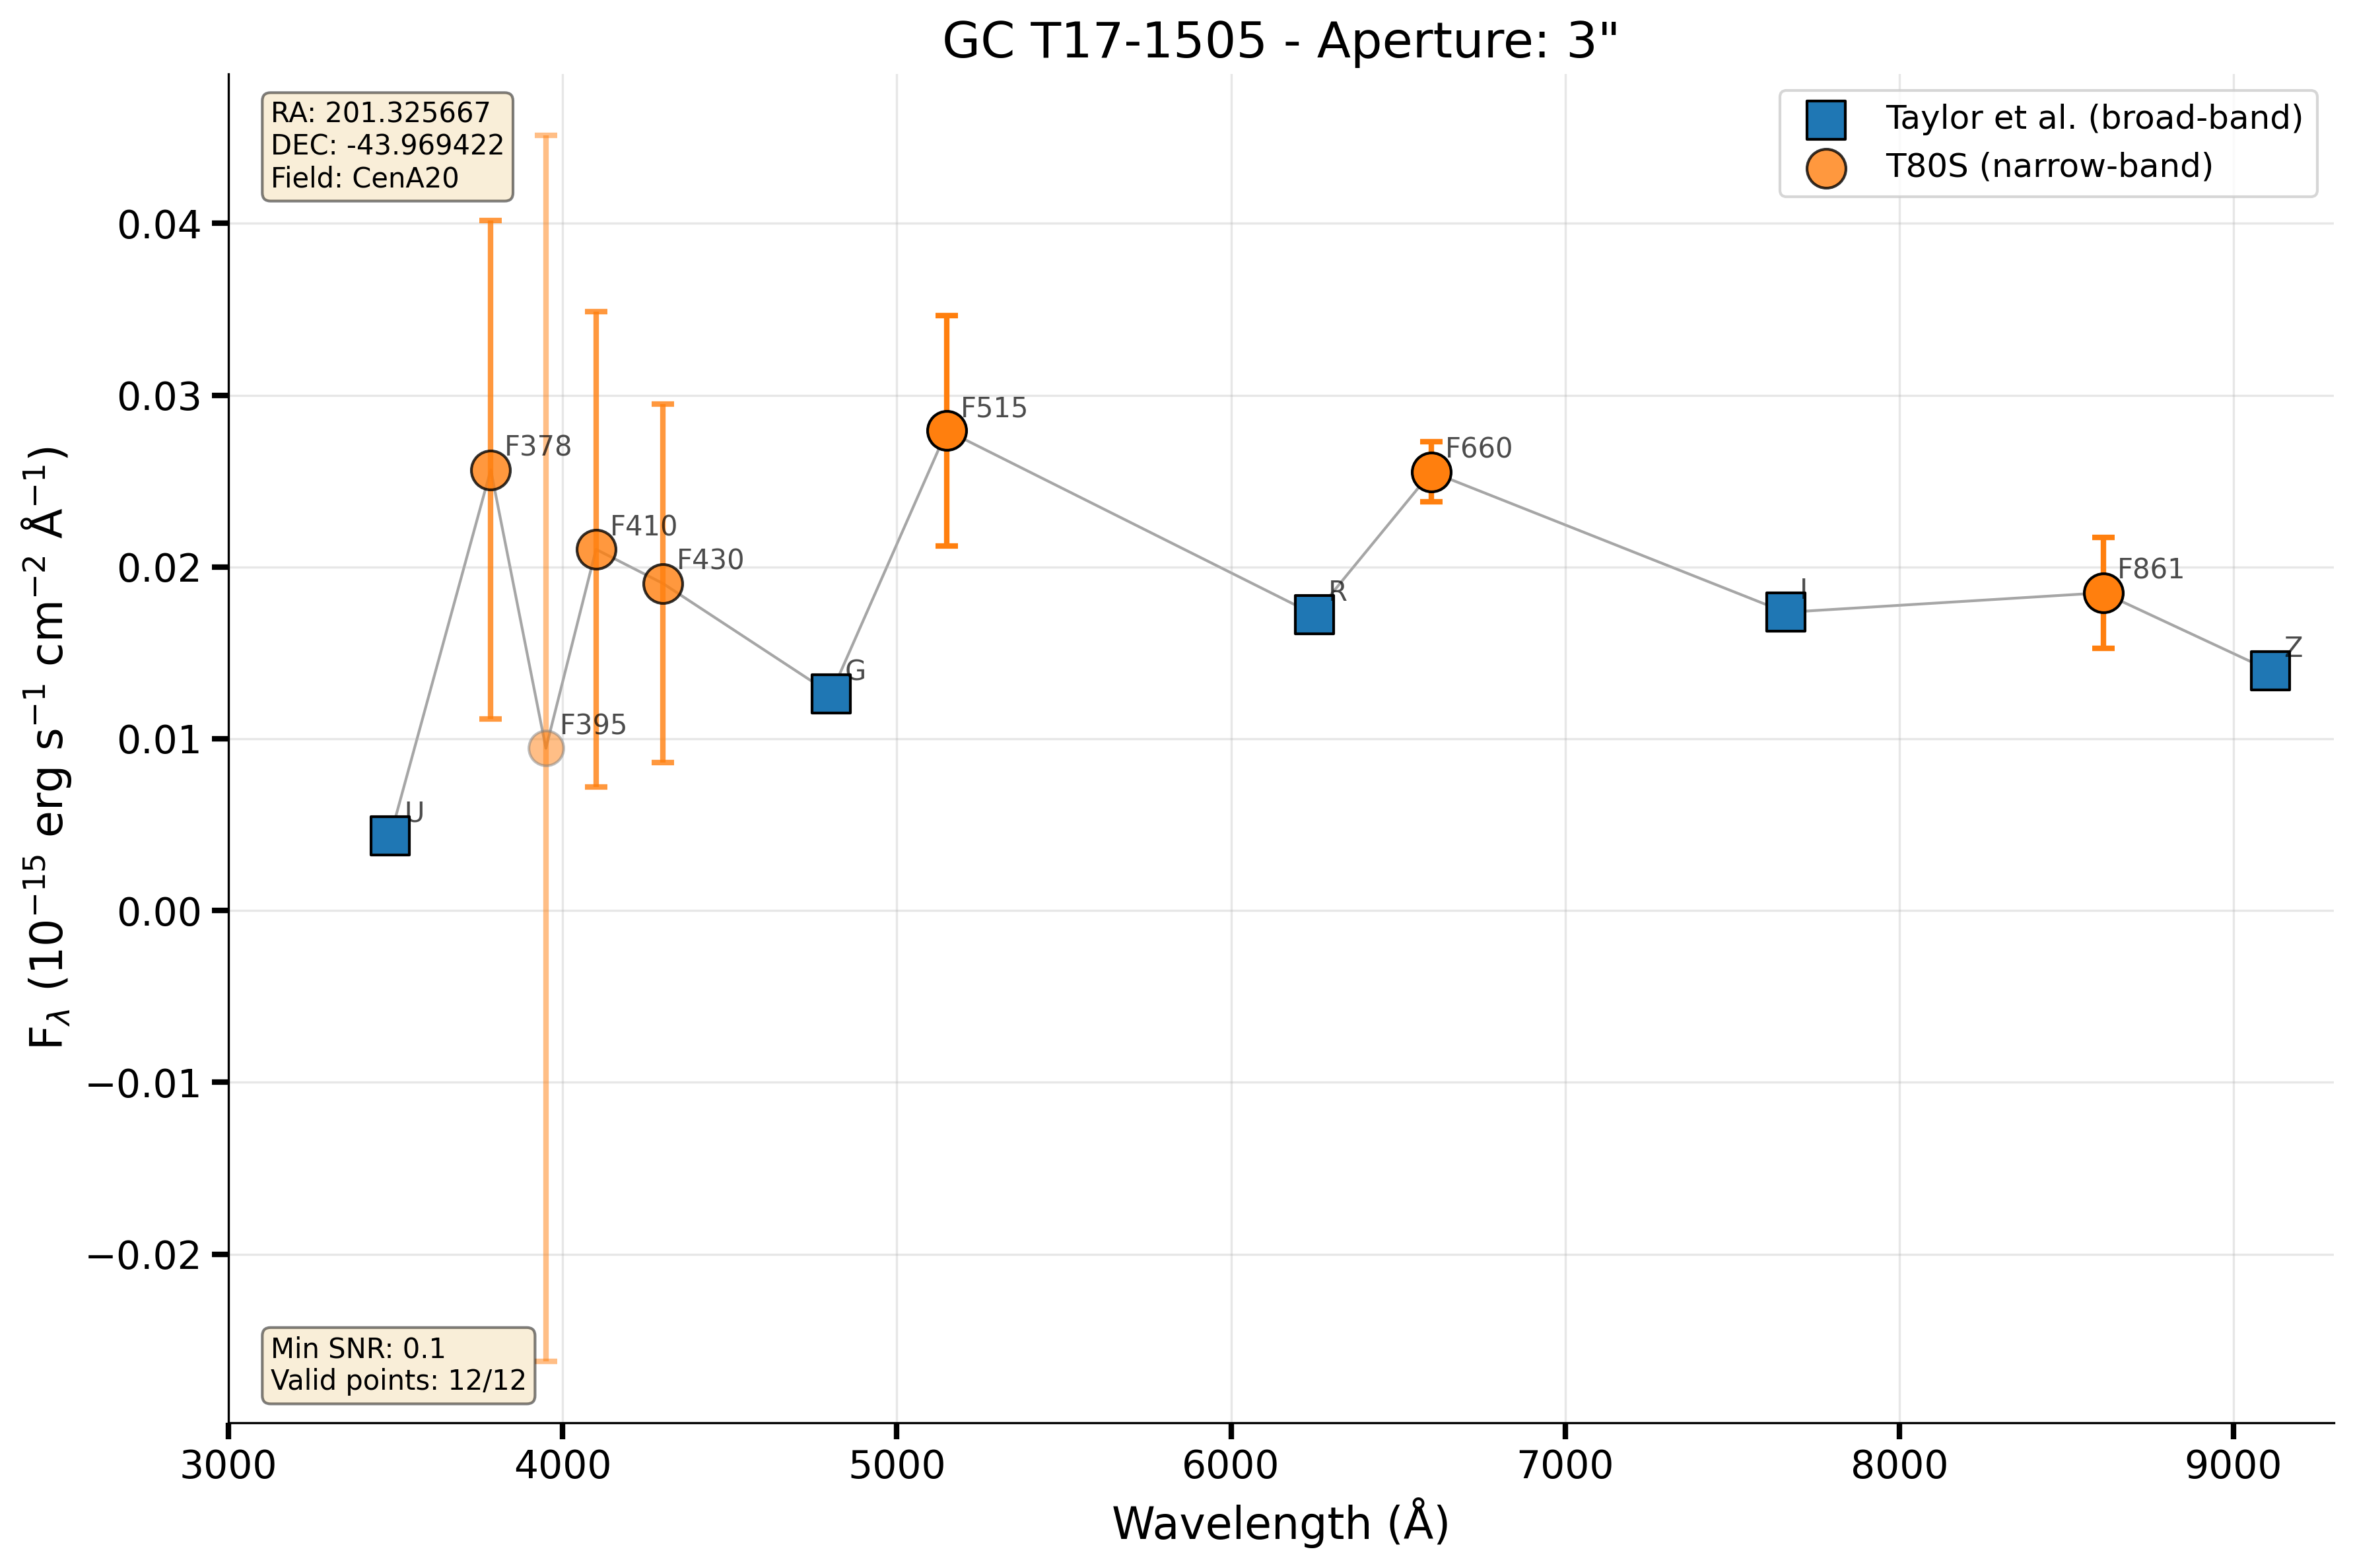 GC T17-1505 - Aperture: 3"
RA: 201.325667
DEC: -43.969422
Field: CenA20
Taylor et al. (broad-band)
T80S (narrow-band)
F378
F395
F410
F430
F515
F660
F861
U
G
R
I
Z
0.04
0.03
0.02
0.01
0.00
−0.01
−0.02
F$_λ$ (10⁻¹⁵ erg s⁻¹ cm⁻² Å⁻¹)
Min SNR: 0.1
Valid points: 12/12
3000 4000 5000 6000 7000 8000 9000
Wavelength (Å)